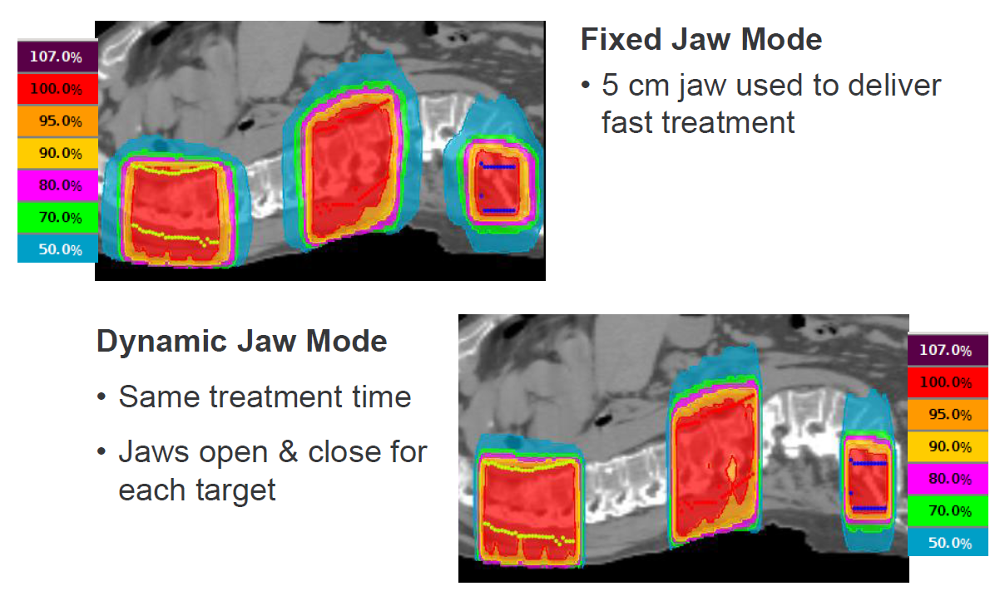 107.0%
100.0%
95.0%
90.0%
80.0%
70.0%
50.0%
Fixed Jaw Mode
• 5 cm jaw used to deliver
fast treatment
Dynamic Jaw Mode
• Same treatment time
• Jaws open & close for
each target
107.0%
100.0%
95.0%
90.0%
80.0%
70.0%
50.0%